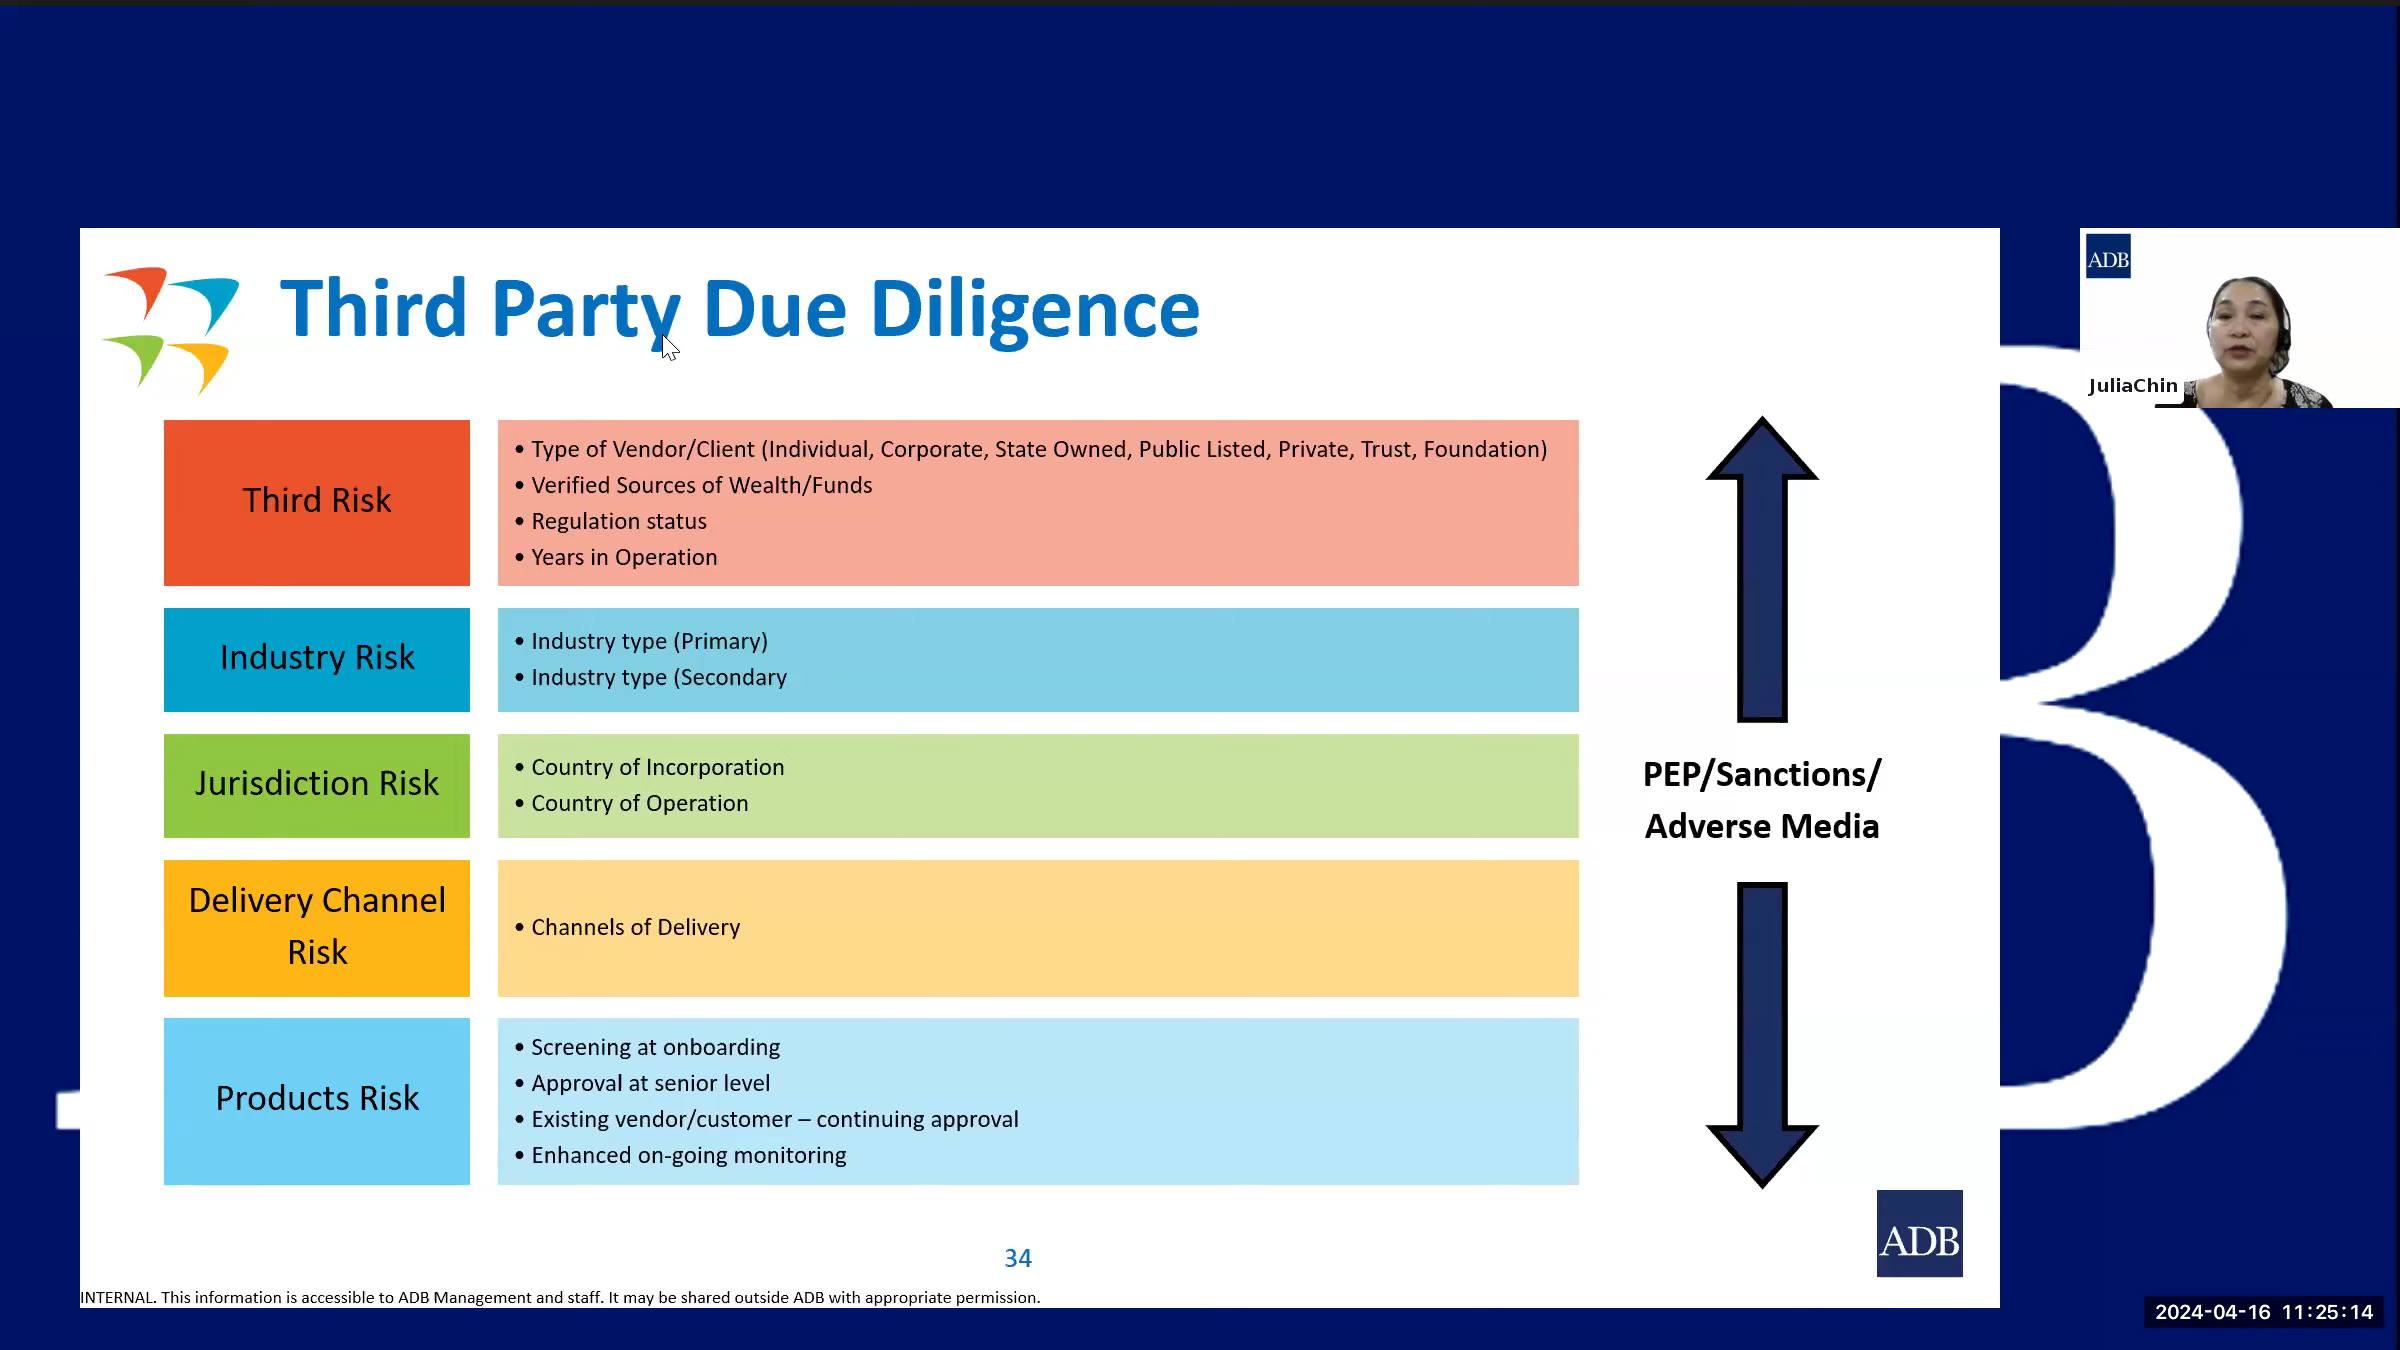 Third Party Due Diligence
ADB
JuliaChin
Third Risk
• Type of Vendor/Client (Individual, Corporate, State Owned, Public Listed, Private, Trust, Foundation)
• Verified Sources of Wealth/Funds
• Regulation status
• Years in Operation
Industry Risk
• Industry type (Primary)
• Industry type (Secondary
Jurisdiction Risk
• Country of Incorporation
• Country of Operation
Delivery Channel
Risk
• Channels of Delivery
Products Risk
• Screening at onboarding
• Approval at senior level
• Existing vendor/customer – continuing approval
• Enhanced on-going monitoring
PEP/Sanctions/
Adverse Media
ADB
34
INTERNAL. This information is accessible to ADB Management and staff. It may be shared outside ADB with appropriate permission.
2024-04-16 11:25:14